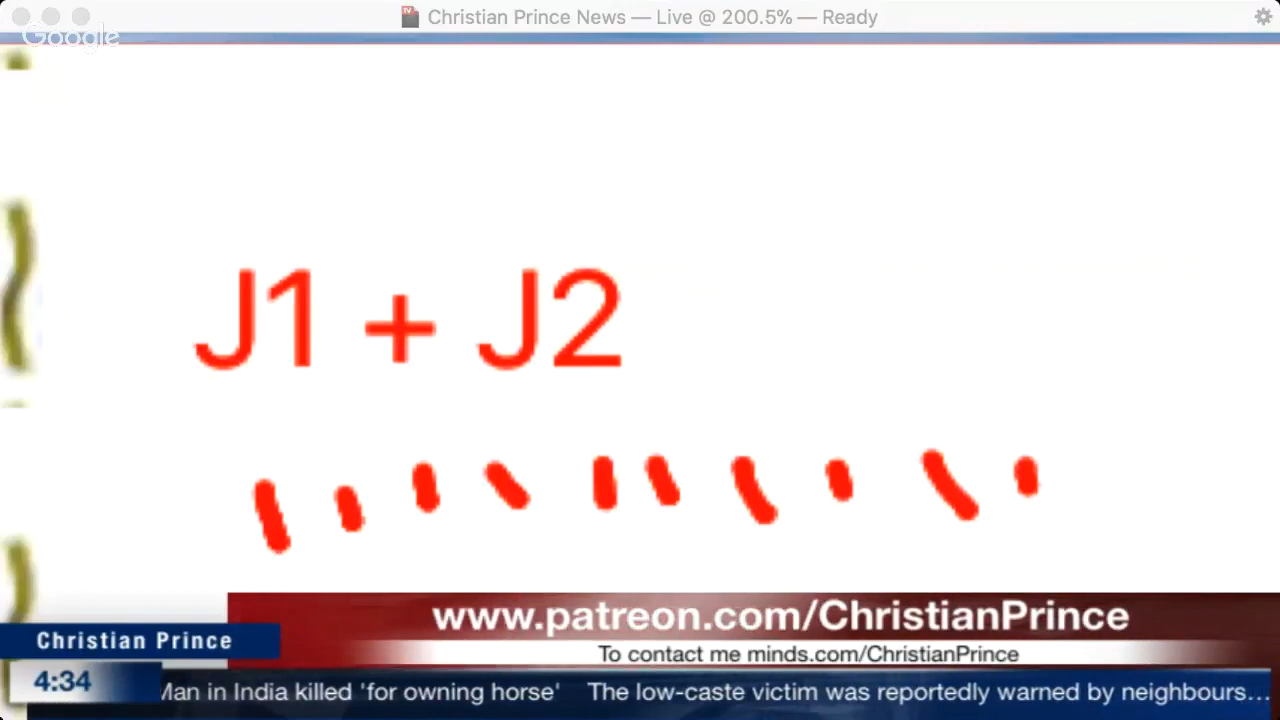 Christian Prince News — Live @ 200.5% — Ready
Google
J1 + J2
www.patreon.com/ChristianPrince
To contact me minds.com/ChristianPrince
Christian Prince
4:34
Man in India killed 'for owning horse' The low-caste victim was reportedly warned by neighbours...